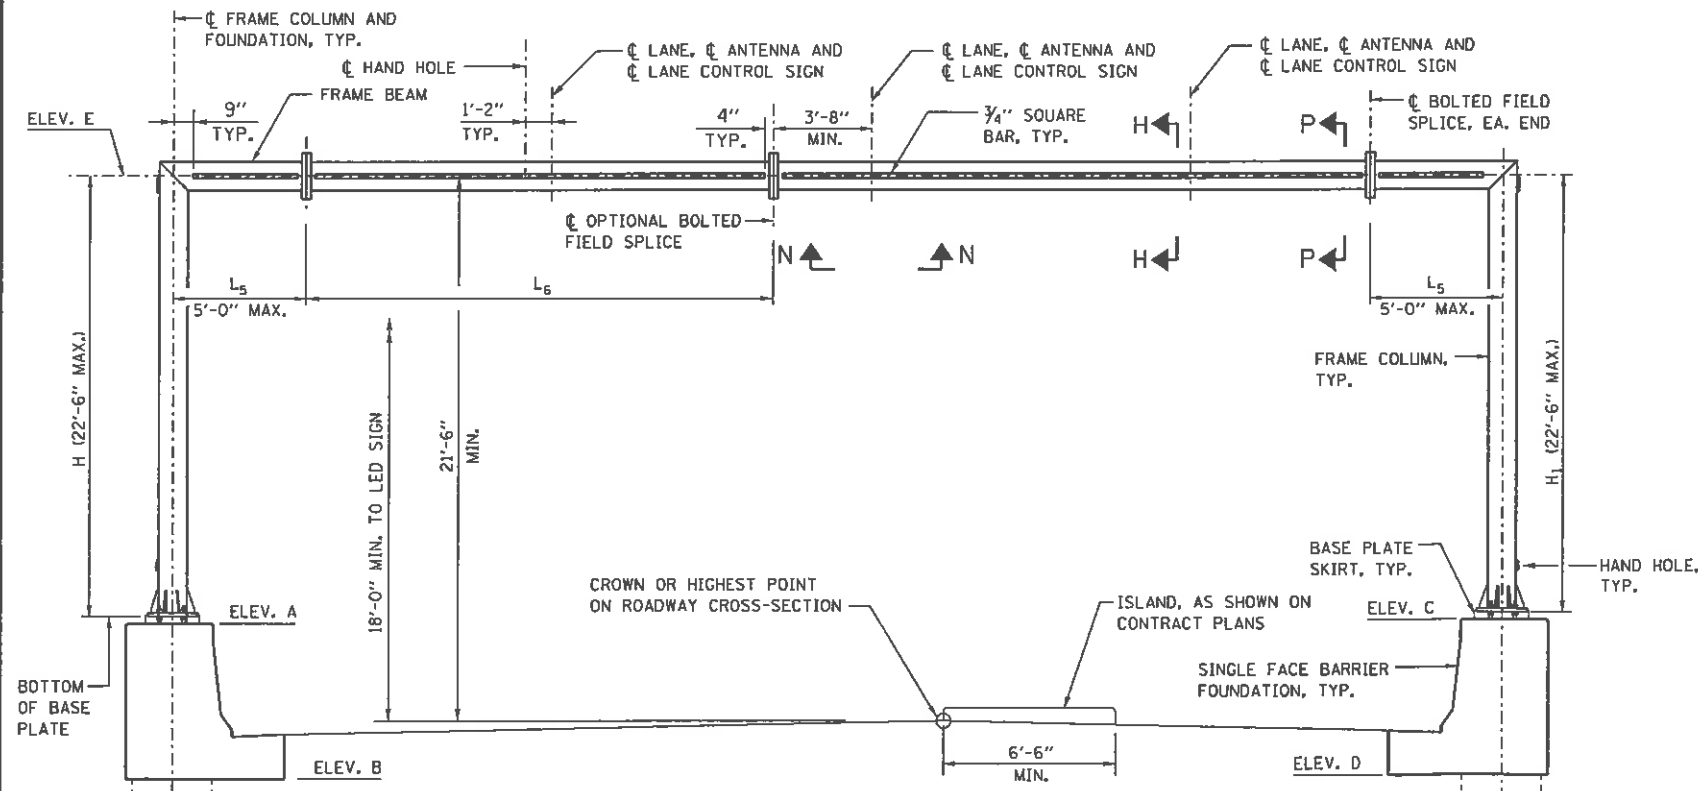 ℄ FRAME COLUMN AND
FOUNDATION, TYP.
℄ HAND HOLE
FRAME BEAM
℄ LANE, ℄ ANTENNA AND
℄ LANE CONTROL SIGN
℄ LANE, ℄ ANTENNA AND
℄ LANE CONTROL SIGN
℄ LANE, ℄ ANTENNA AND
℄ LANE CONTROL SIGN
℄ BOLTED FIELD
SPLICE, EA. END
ELEV. E
9"
TYP.
1'-2"
TYP.
4"
TYP.
3'-8"
MIN.
3/4" SQUARE
BAR, TYP.
H
P
℄ OPTIONAL BOLTED
FIELD SPLICE
N
N
H
P
L5
5'-0" MAX.
L6
L5
5'-0" MAX.
H (22'-6" MAX.)
18'-0" MIN. TO LED SIGN
21'-6"
MIN.
FRAME COLUMN,
TYP.
H1 (22'-6" MAX.)
BASE PLATE
SKIRT, TYP.
HAND HOLE,
TYP.
CROWN OR HIGHEST POINT
ON ROADWAY CROSS-SECTION
ISLAND, AS SHOWN ON
CONTRACT PLANS
ELEV. A
ELEV. C
SINGLE FACE BARRIER
FOUNDATION, TYP.
BOTTOM
OF BASE
PLATE
6'-6"
MIN.
ELEV. B
ELEV. D